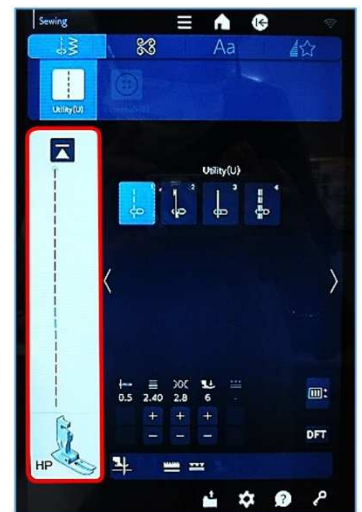 Sewing
Aa
Utility(U)
Utility(U)
1 2 3 4
0.5 2.40 2.8 6
+ + +
- - -
DFT
HP